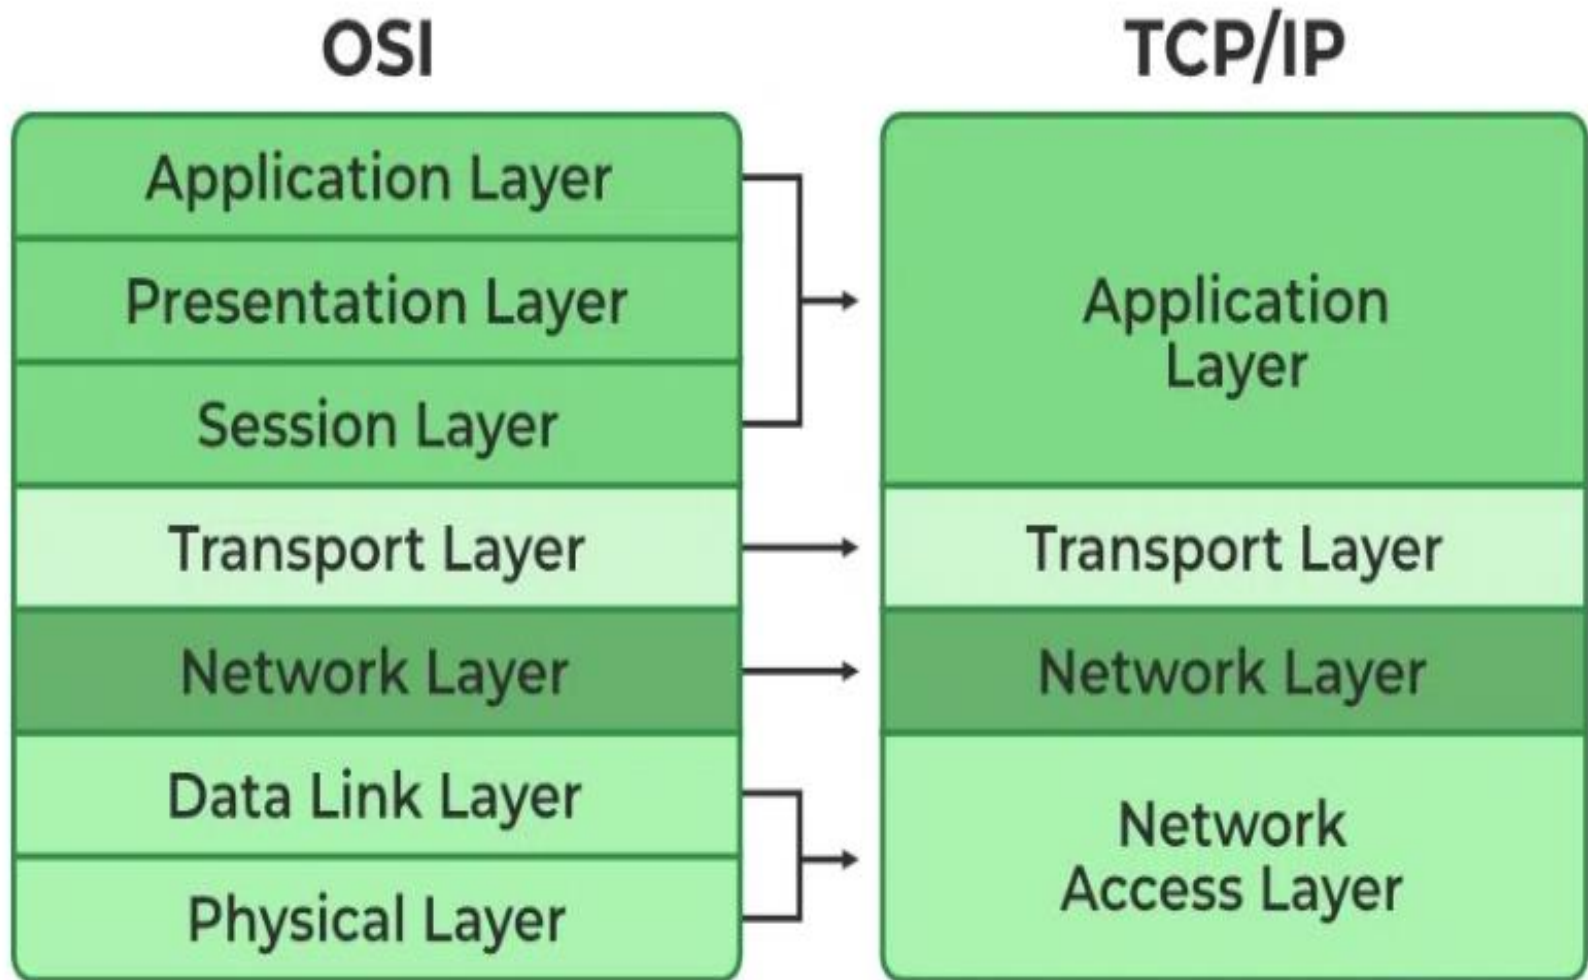 OSI
Application Layer
Presentation Layer
Session Layer
Transport Layer
Network Layer
Data Link Layer
Physical Layer
TCP/IP
Application
Layer
Transport Layer
Network Layer
Network
Access Layer